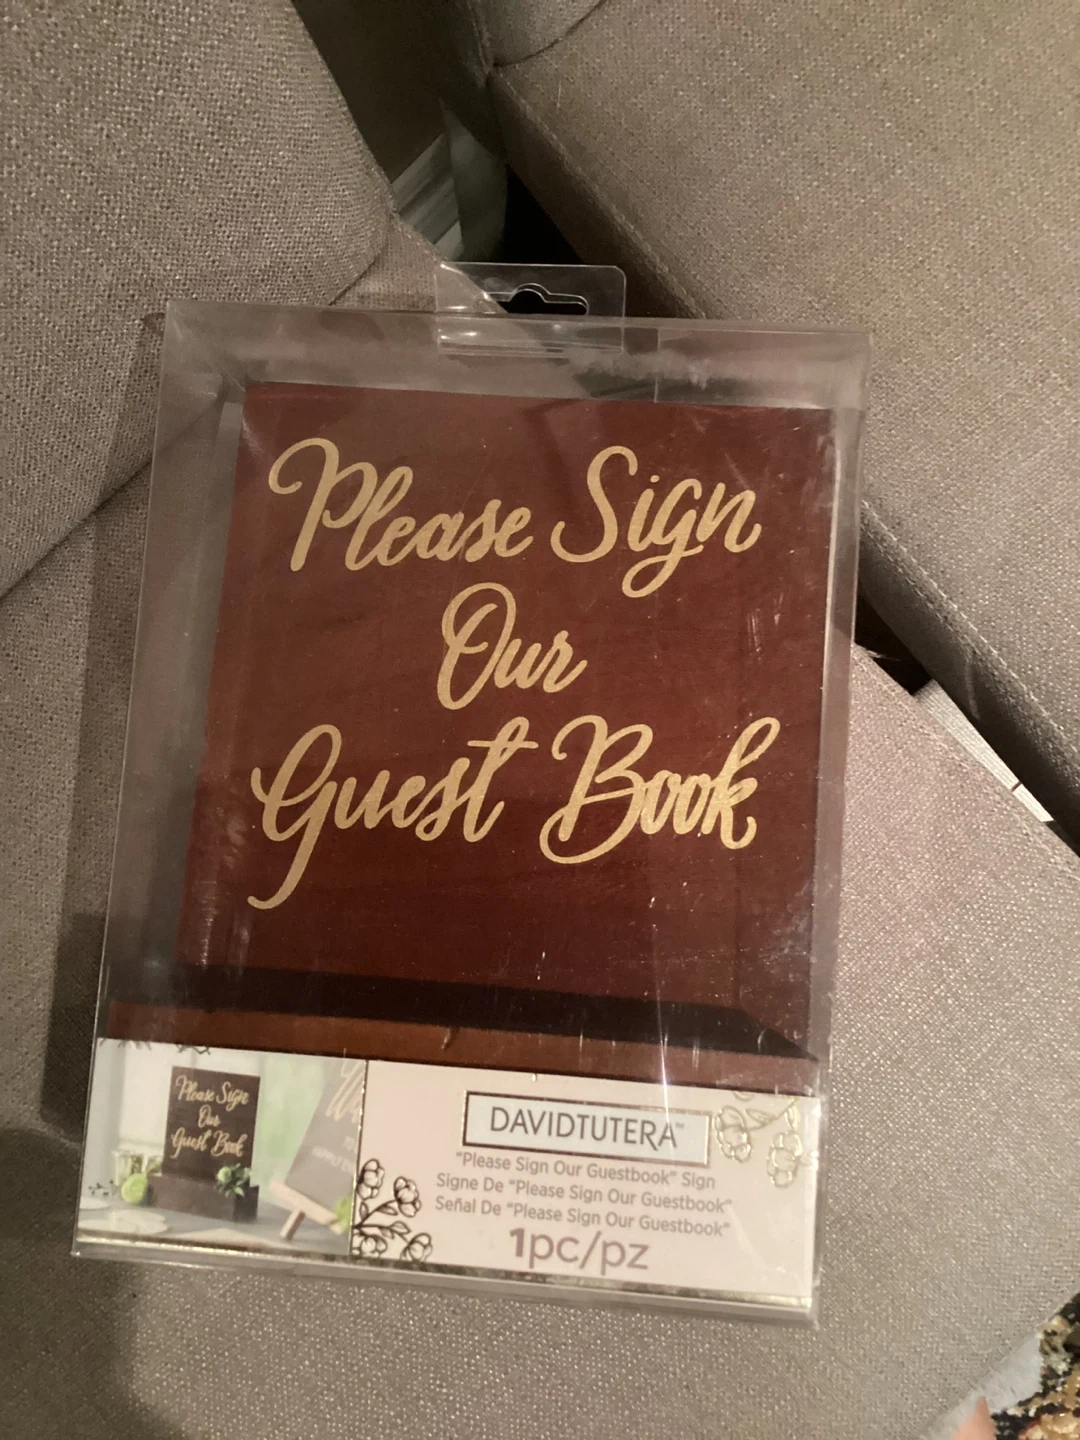 Please Sign
Our
Guest Book
Please Sign
Our
Guest Book
DAVIDTUTERA™
"Please Sign Our Guestbook" Sign
Signe De "Please Sign Our Guestbook"
Señal De "Please Sign Our Guestbook"
1pc/pz